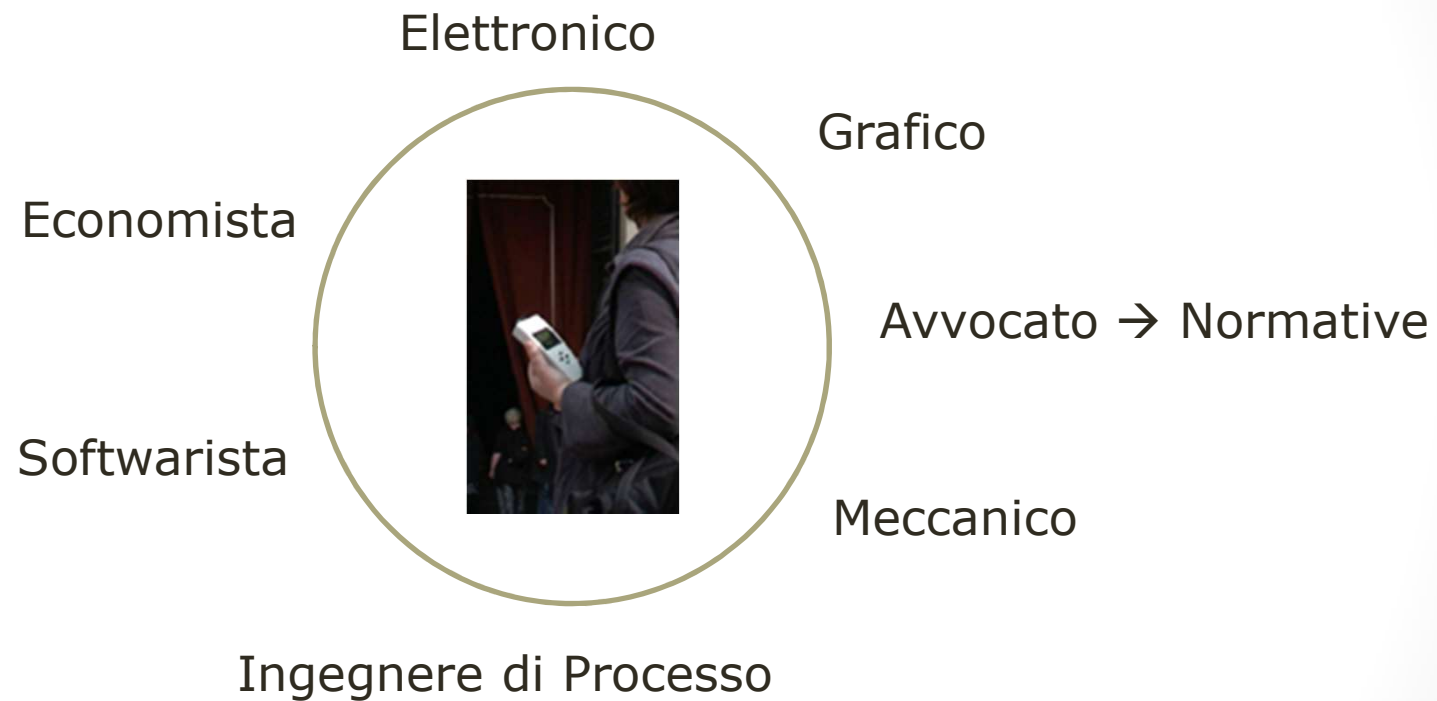 Elettronico
Grafico
Economista
Avvocato → Normative
Softwarista
Meccanico
Ingegnere di Processo